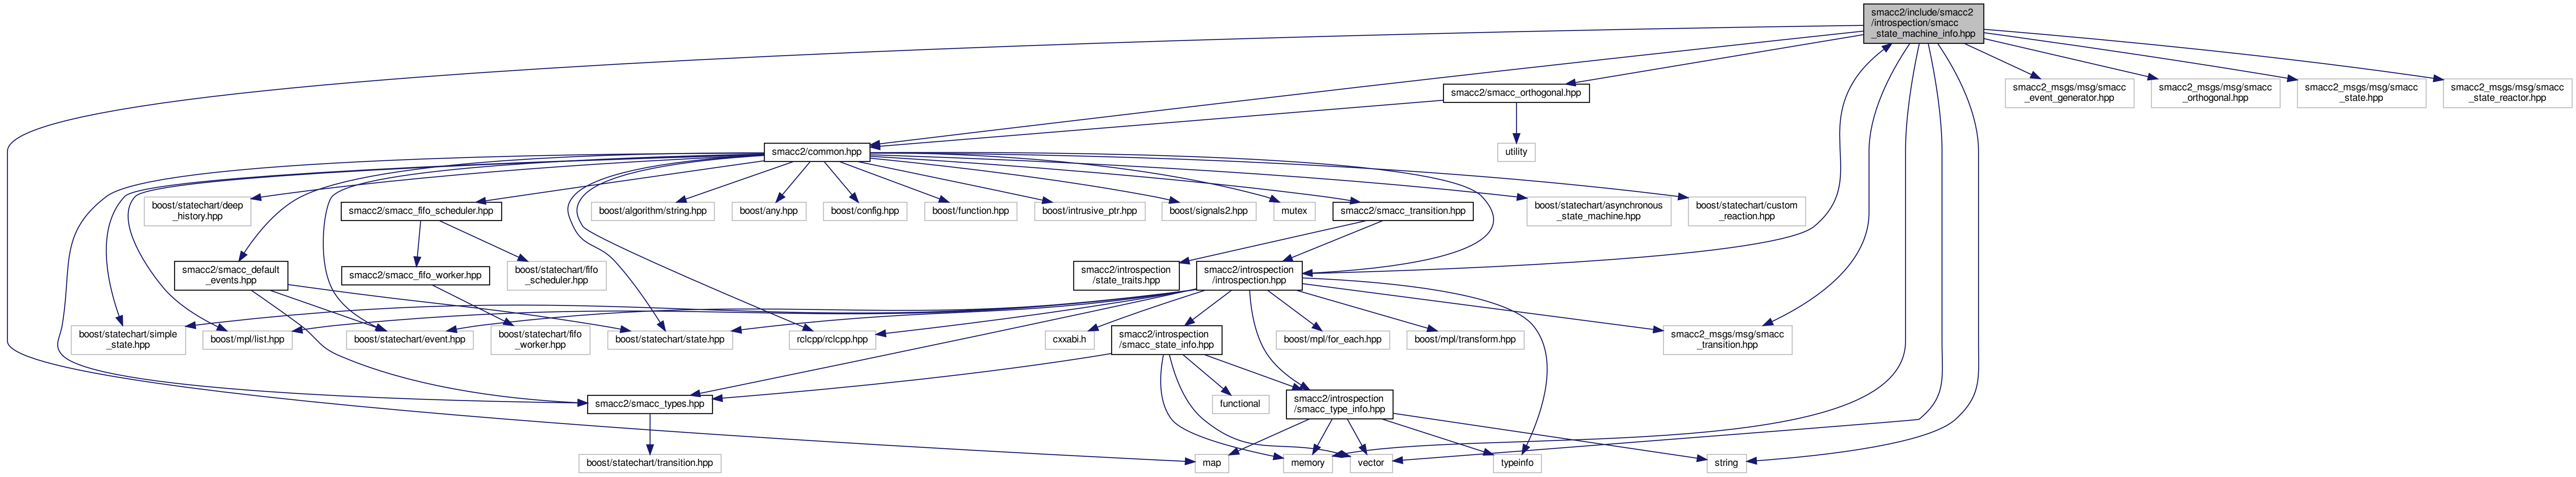 smacc2/include/smacc2
/introspection/smacc
_state_machine_info.hpp
smacc2/smacc_orthogonal.hpp
smacc2_msgs/msg/smacc
_event_generator.hpp
smacc2_msgs/msg/smacc
_orthogonal.hpp
smacc2_msgs/msg/smacc
_state.hpp
smacc2_msgs/msg/smacc
_state_reactor.hpp
smacc2/common.hpp
utility
boost/statechart/deep
_history.hpp
smacc2/smacc_fifo_scheduler.hpp
boost/algorithm/string.hpp
boost/any.hpp
boost/config.hpp
boost/function.hpp
boost/intrusive_ptr.hpp
boost/signals2.hpp
mutex
smacc2/smacc_transition.hpp
boost/statechart/asynchronous
_state_machine.hpp
boost/statechart/custom
_reaction.hpp
smacc2/smacc_default
_events.hpp
smacc2/smacc_fifo_worker.hpp
boost/statechart/fifo
_scheduler.hpp
smacc2/introspection
/state_traits.hpp
smacc2/introspection
/introspection.hpp
boost/statechart/simple
_state.hpp
boost/mpl/list.hpp
boost/statechart/event.hpp
boost/statechart/fifo
_worker.hpp
boost/statechart/state.hpp
rclcpp/rclcpp.hpp
cxxabi.h
smacc2/introspection
/smacc_state_info.hpp
boost/mpl/for_each.hpp
boost/mpl/transform.hpp
smacc2_msgs/msg/smacc
_transition.hpp
smacc2/smacc_types.hpp
functional
smacc2/introspection
/smacc_type_info.hpp
boost/statechart/transition.hpp
map
memory
vector
typeinfo
string